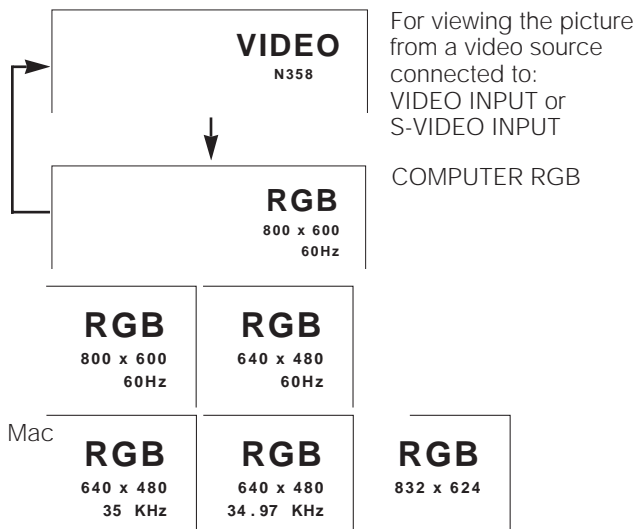 VIDEO
N358
For viewing the picture
from a video source
connected to:
VIDEO INPUT or
S-VIDEO INPUT
RGB
800 x 600
60Hz
COMPUTER RGB
RGB
800 x 600
60Hz
RGB
640 x 480
60Hz
Mac
RGB
640 x 480
35 KHz
RGB
640 x 480
34.97 KHz
RGB
832 x 624